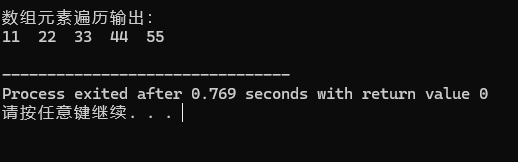 数组元素遍历输出:
11  22  33  44  55
--------------------------------
Process exited after 0.769 seconds with return value 0
请按任意键继续. . .